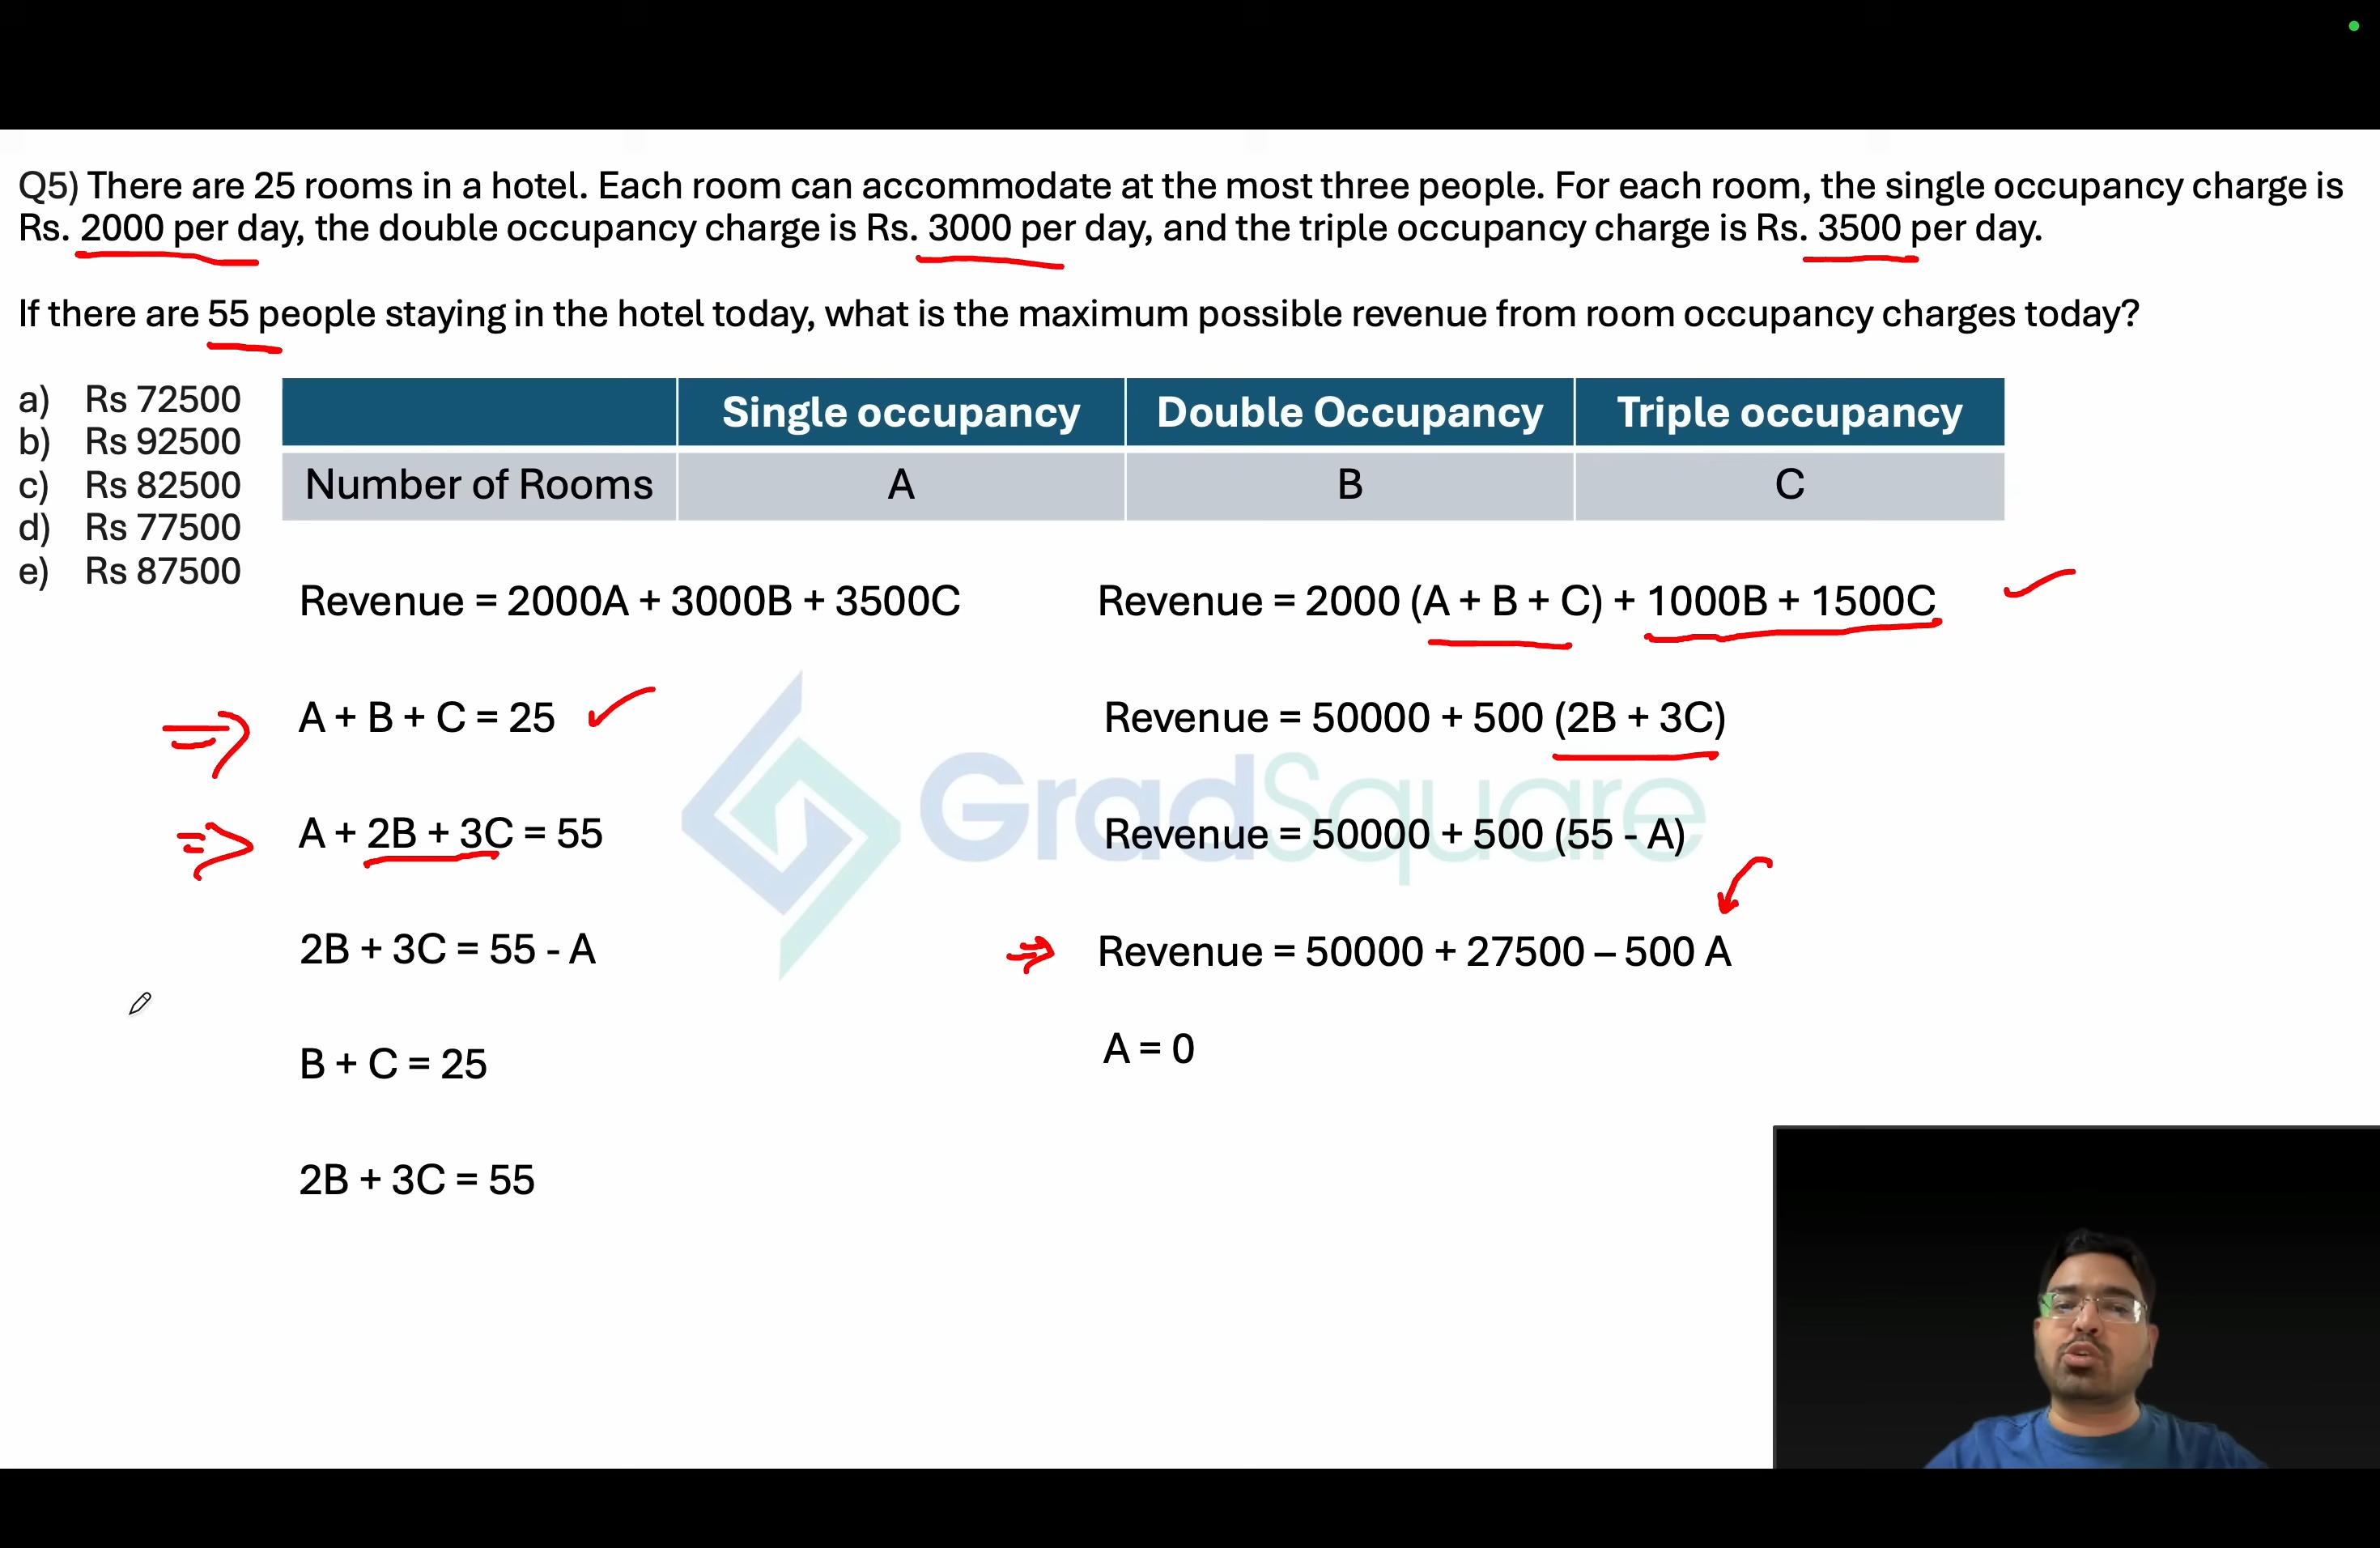 Q5) There are 25 rooms in a hotel. Each room can accommodate at the most three people. For each room, the single occupancy charge is
Rs. 2000 per day, the double occupancy charge is Rs. 3000 per day, and the triple occupancy charge is Rs. 3500 per day.
If there are 55 people staying in the hotel today, what is the maximum possible revenue from room occupancy charges today?
a) Rs 72500
b) Rs 92500
c) Rs 82500
d) Rs 77500
e) Rs 87500
Single occupancy Double Occupancy Triple occupancy
Number of Rooms A B C
Revenue = 2000A + 3000B + 3500C
A + B + C = 25
A + 2B + 3C = 55
2B + 3C = 55 - A
B + C = 25
2B + 3C = 55
Revenue = 2000 (A + B + C) + 1000B + 1500C
Revenue = 50000 + 500 (2B + 3C)
Revenue = 50000 + 500 (55 - A)
Revenue = 50000 + 27500 – 500 A
A = 0
GradSquare